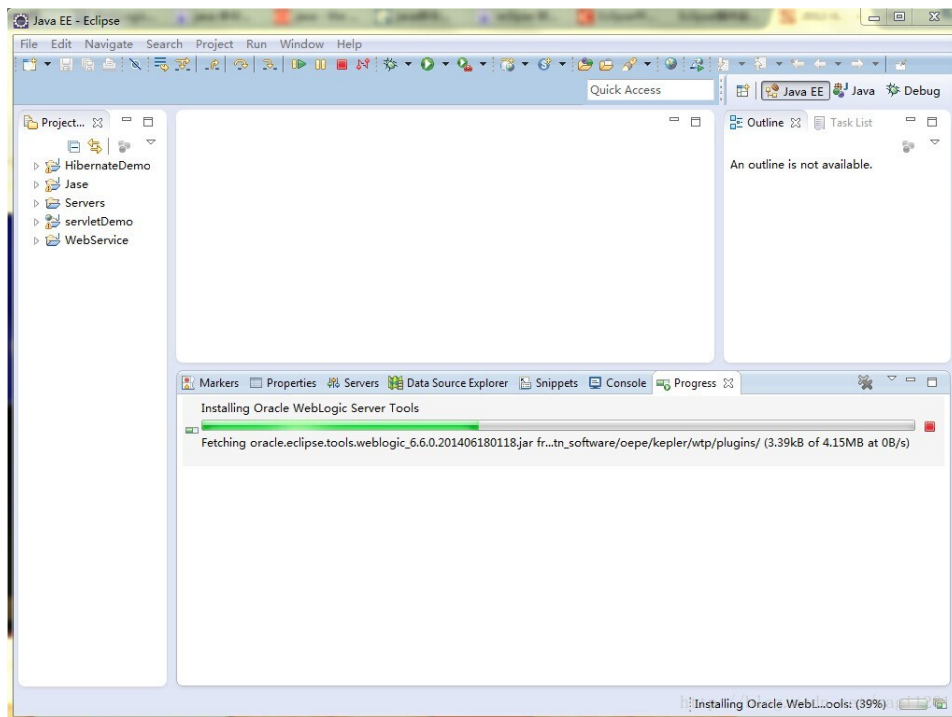 Java EE - Eclipse
File Edit Navigate Search Project Run Window Help
Quick Access
Java EE Java Debug
Project...
Outline Task List
HibernateDemo
An outline is not available.
Jase
Servers
servletDemo
WebService
Markers Properties Servers Data Source Explorer Snippets Console Progress
Installing Oracle WebLogic Server Tools
Fetching oracle.eclipse.tools.weblogic_6.6.0.201406180118.jar fr...tn_software/oepe/kepler/wtp/plugins/ (3.39kB of 4.15MB at 0B/s)
Installing Oracle WebL...ools: (39%)